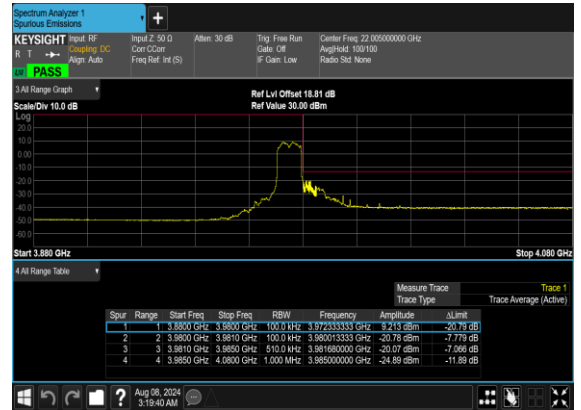 Spectrum Analyzer 1
Spurious Emissions
+
KEYSIGHT
R T
LXI
PASS
Input: RF
Coupling: DC
Align: Auto
Input Z: 50 Ω
Corr CCorr
Freq Ref: Int (S)
Atten: 30 dB
Trig: Free Run
Gate: Off
IF Gain: Low
Center Freq: 22.005000000 GHz
Avg|Hold: 100/100
Radio Std: None
3 All Range Graph
Scale/Div 10.0 dB
Ref Lvl Offset 18.81 dB
Ref Value 30.00 dBm
Log
20.0
10.0
0.00
-10.0
-20.0
-30.0
-40.0
-50.0
-60.0
Start 3.880 GHz
Stop 4.080 GHz
4 All Range Table
Measure Trace Trace 1
Trace Type Trace Average (Active)
Spur Range Start Freq Stop Freq RBW Frequency Amplitude ΔLimit
1 1 3.8800 GHz 3.9800 GHz 100.0 kHz 3.972333333 GHz 9.213 dBm -20.79 dB
2 2 3.9800 GHz 3.9810 GHz 100.0 kHz 3.980013333 GHz -20.78 dBm -7.779 dB
3 3 3.9810 GHz 3.9850 GHz 510.0 kHz 3.981680000 GHz -20.07 dBm -7.066 dB
4 4 3.9850 GHz 4.0800 GHz 1.000 MHz 3.985000000 GHz -24.89 dBm -11.89 dB
?
Aug 08, 2024
3:19:40 AM